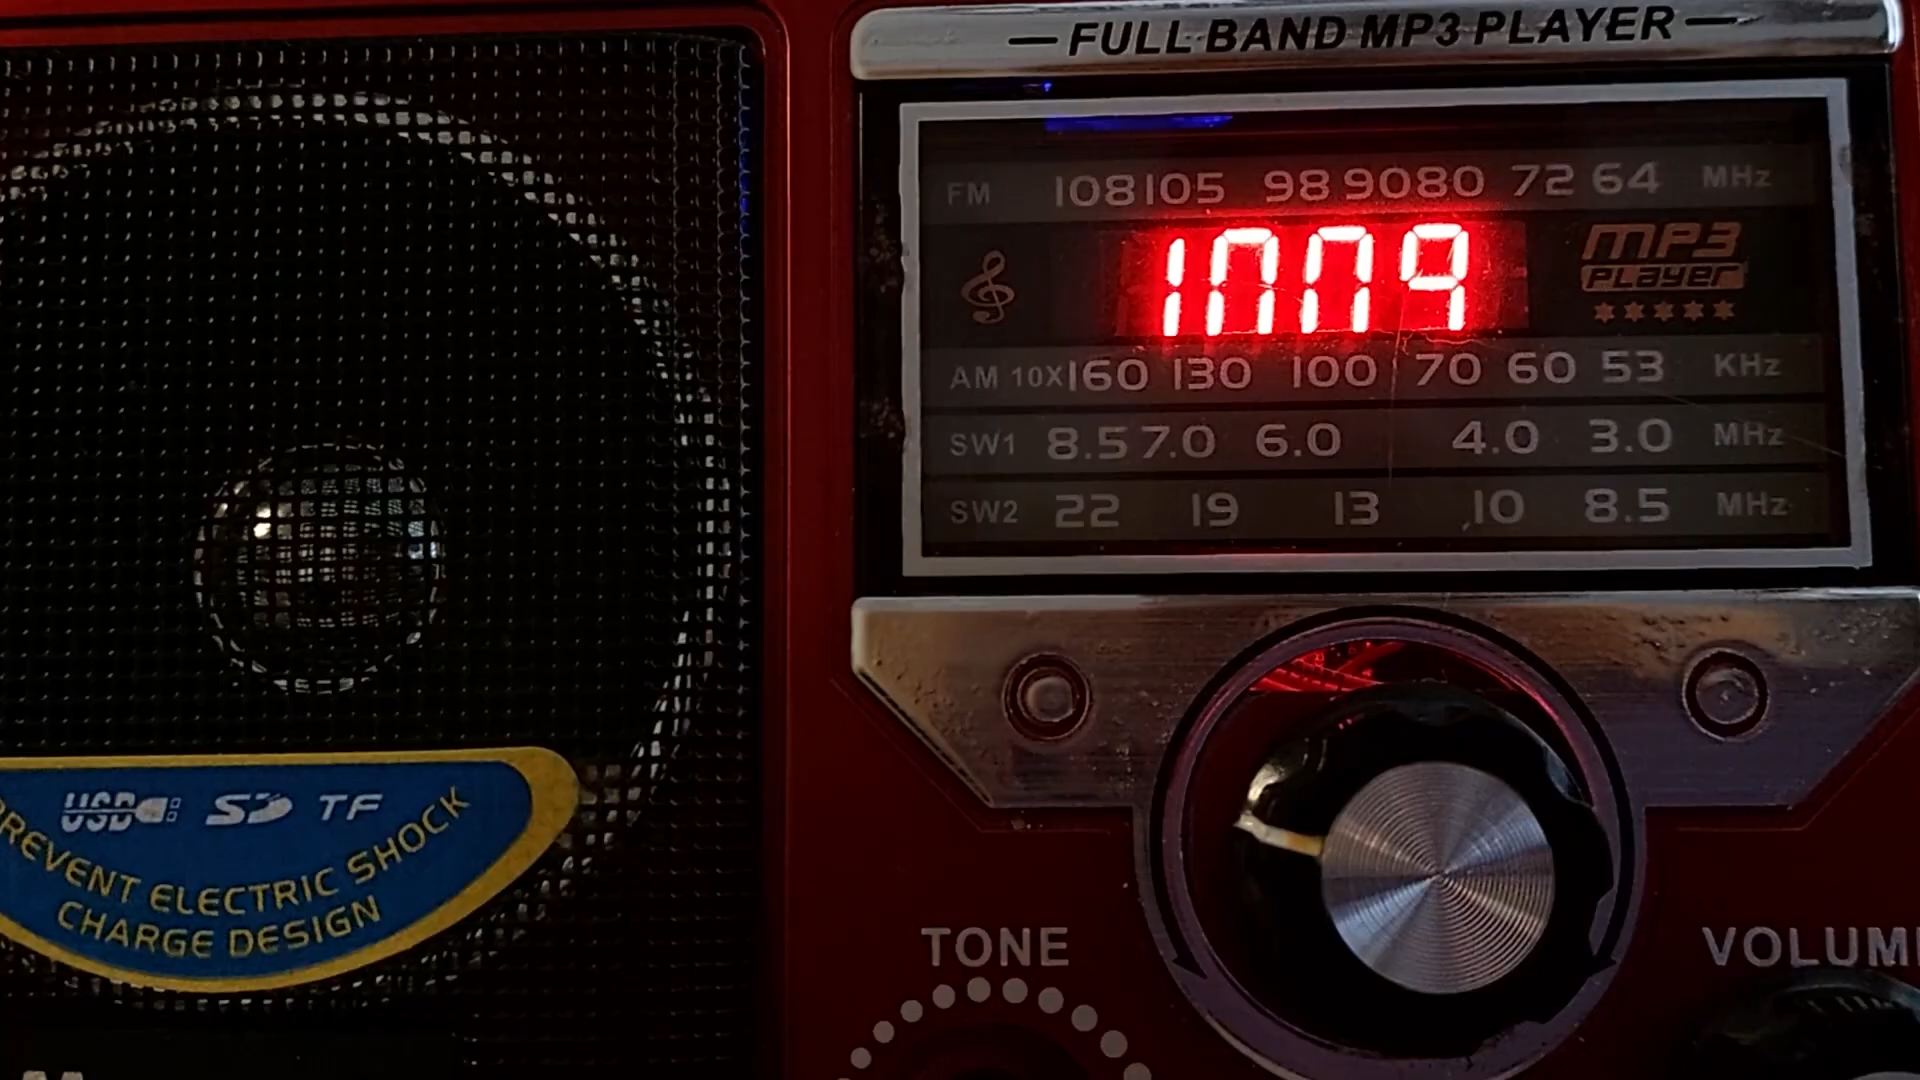 FULL BAND MP3 PLAYER
FM 108 105 98 90 80 72 64 MHz
1009
MP3
PLayer
AM 10X 160 130 100 70 60 53 KHz
SW1 8.5 7.0 6.0 4.0 3.0 MHz
SW2 22 19 13 10 8.5 MHz
USB SD TF
PREVENT ELECTRIC SHOCK
CHARGE DESIGN
TONE
VOLUM